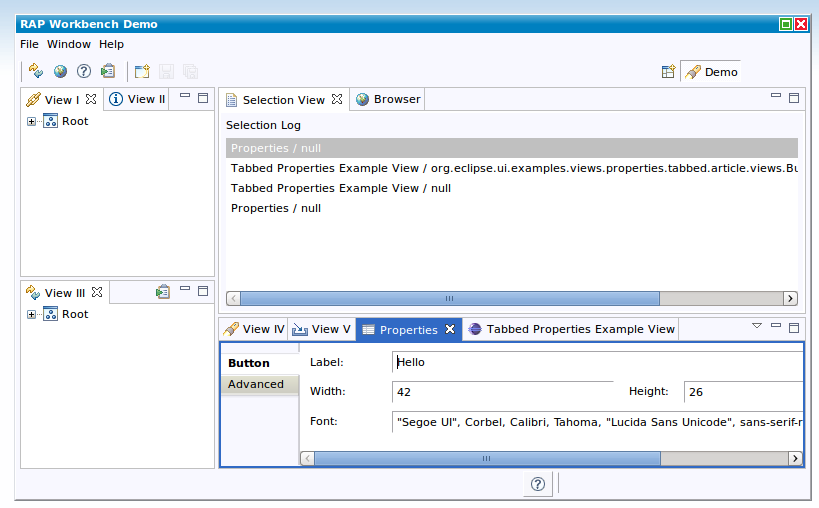 RAP Workbench Demo
File Window Help
Demo
View I View II
Root
Selection View Browser
Selection Log
Properties / null
Tabbed Properties Example View / org.eclipse.ui.examples.views.properties.tabbed.article.views.Bu
Tabbed Properties Example View / null
Properties / null
View III
Root
View IV View V Properties Tabbed Properties Example View
Button
Advanced
Label: Hello
Width: 42 Height: 26
Font: "Segoe UI", Corbel, Calibri, Tahoma, "Lucida Sans Unicode", sans-serif-r